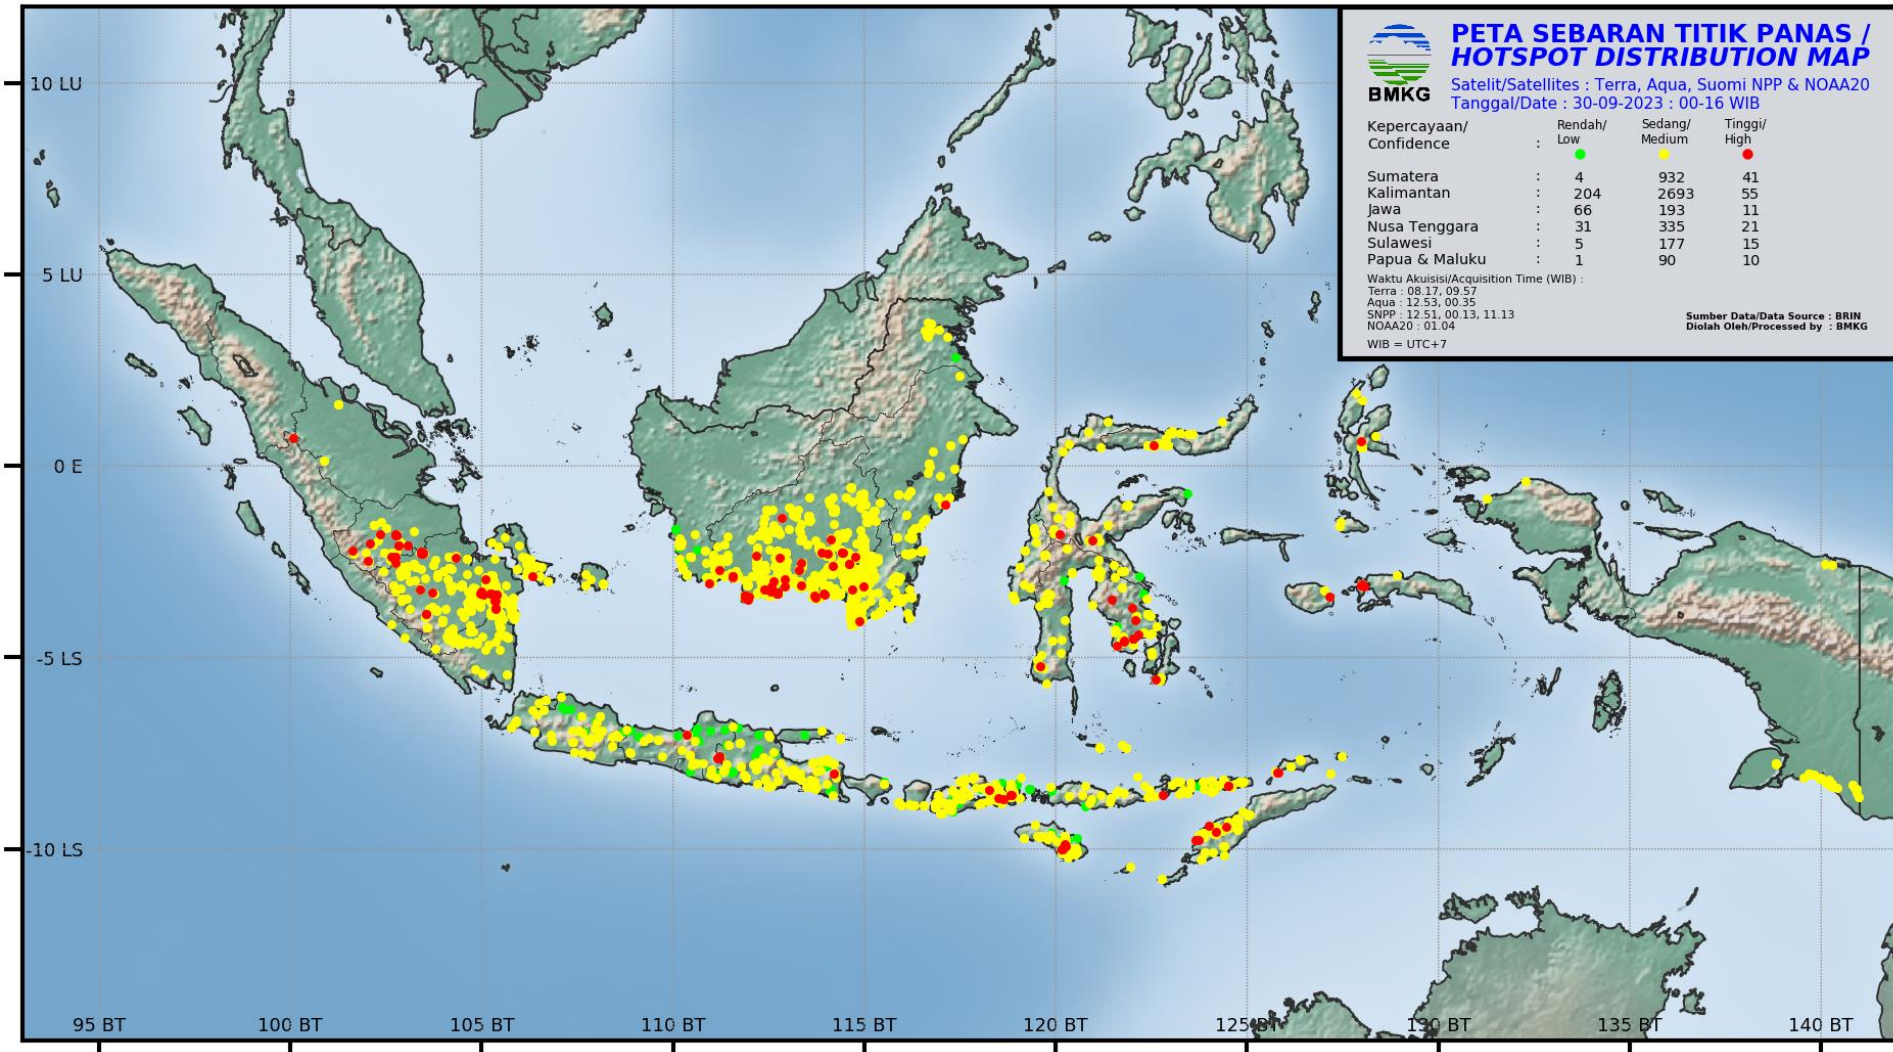 PETA SEBARAN TITIK PANAS /
HOTSPOT DISTRIBUTION MAP
BMKG
Satelit/Satellites : Terra, Aqua, Suomi NPP & NOAA20
Tanggal/Date : 30-09-2023 : 00-16 WIB
Kepercayaan/ Rendah/ Sedang/ Tinggi/
Confidence : Low Medium High
Sumatera : 4 932 41
Kalimantan : 204 2693 55
Jawa : 66 193 11
Nusa Tenggara : 31 335 21
Sulawesi : 5 177 15
Papua & Maluku : 1 90 10
Waktu Akuisisi/Acquisition Time (WIB) :
Terra : 08.17, 09.57
Aqua : 12.53, 00.35
SNPP : 12.51, 00.13, 11.13
NOAA20 : 01.04
WIB = UTC+7
Sumber Data/Data Source : BRIN
Diolah Oleh/Processed by : BMKG
10 LU
5 LU
0 E
-5 LS
-10 LS
95 BT 100 BT 105 BT 110 BT 115 BT 120 BT 125 BT 130 BT 135 BT 140 BT